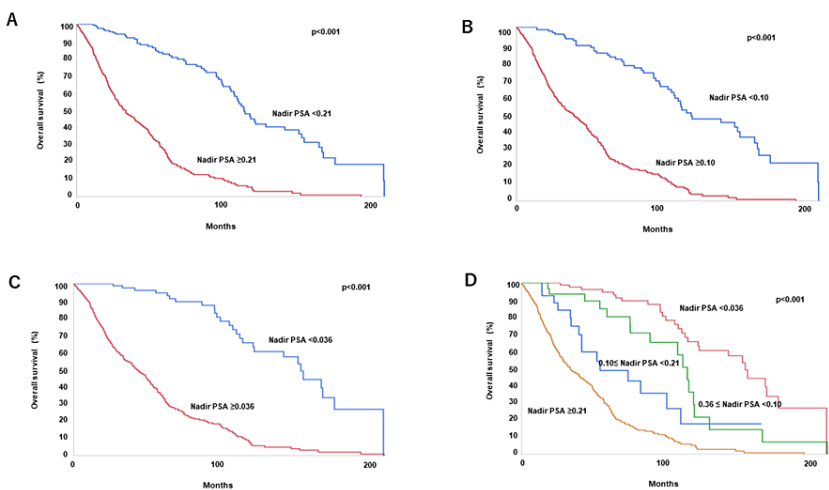 A
p<0.001
Overall survival (%)
100
90
80
70
60
50
40
30
20
10
0
Nadir PSA <0.21
Nadir PSA ≥0.21
0
100
200
Months
B
p<0.001
Overall survival (%)
100
90
80
70
60
50
40
30
20
10
0
Nadir PSA <0.10
Nadir PSA ≥0.10
0
100
200
Months
C
p<0.001
Overall survival (%)
100
90
80
70
60
50
40
30
20
10
0
Nadir PSA <0.036
Nadir PSA ≥0.036
0
100
200
Months
D
p<0.001
Overall survival (%)
100
90
80
70
60
50
40
30
20
10
0
Nadir PSA <0.036
0.10≤ Nadir PSA <0.21
0.36 ≤ Nadir PSA <0.10
Nadir PSA ≥0.21
0
100
200
Months